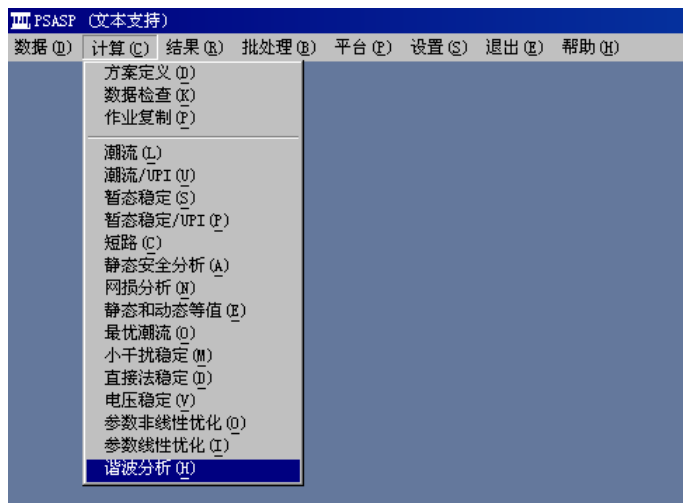 PSASP (文本支持)
数据(D) 计算(C) 结果(R) 批处理(B) 平台(P) 设置(S) 退出(E) 帮助(H)
方案定义(D)
数据检查(K)
作业复制(P)
潮流(L)
潮流/UPI(U)
暂态稳定(S)
暂态稳定/UPI(P)
短路(C)
静态安全分析(A)
网损分析(N)
静态和动态等值(E)
最优潮流(O)
小干扰稳定(M)
直接法稳定(D)
电压稳定(V)
参数非线性优化(O)
参数线性优化(I)
谐波分析(H)